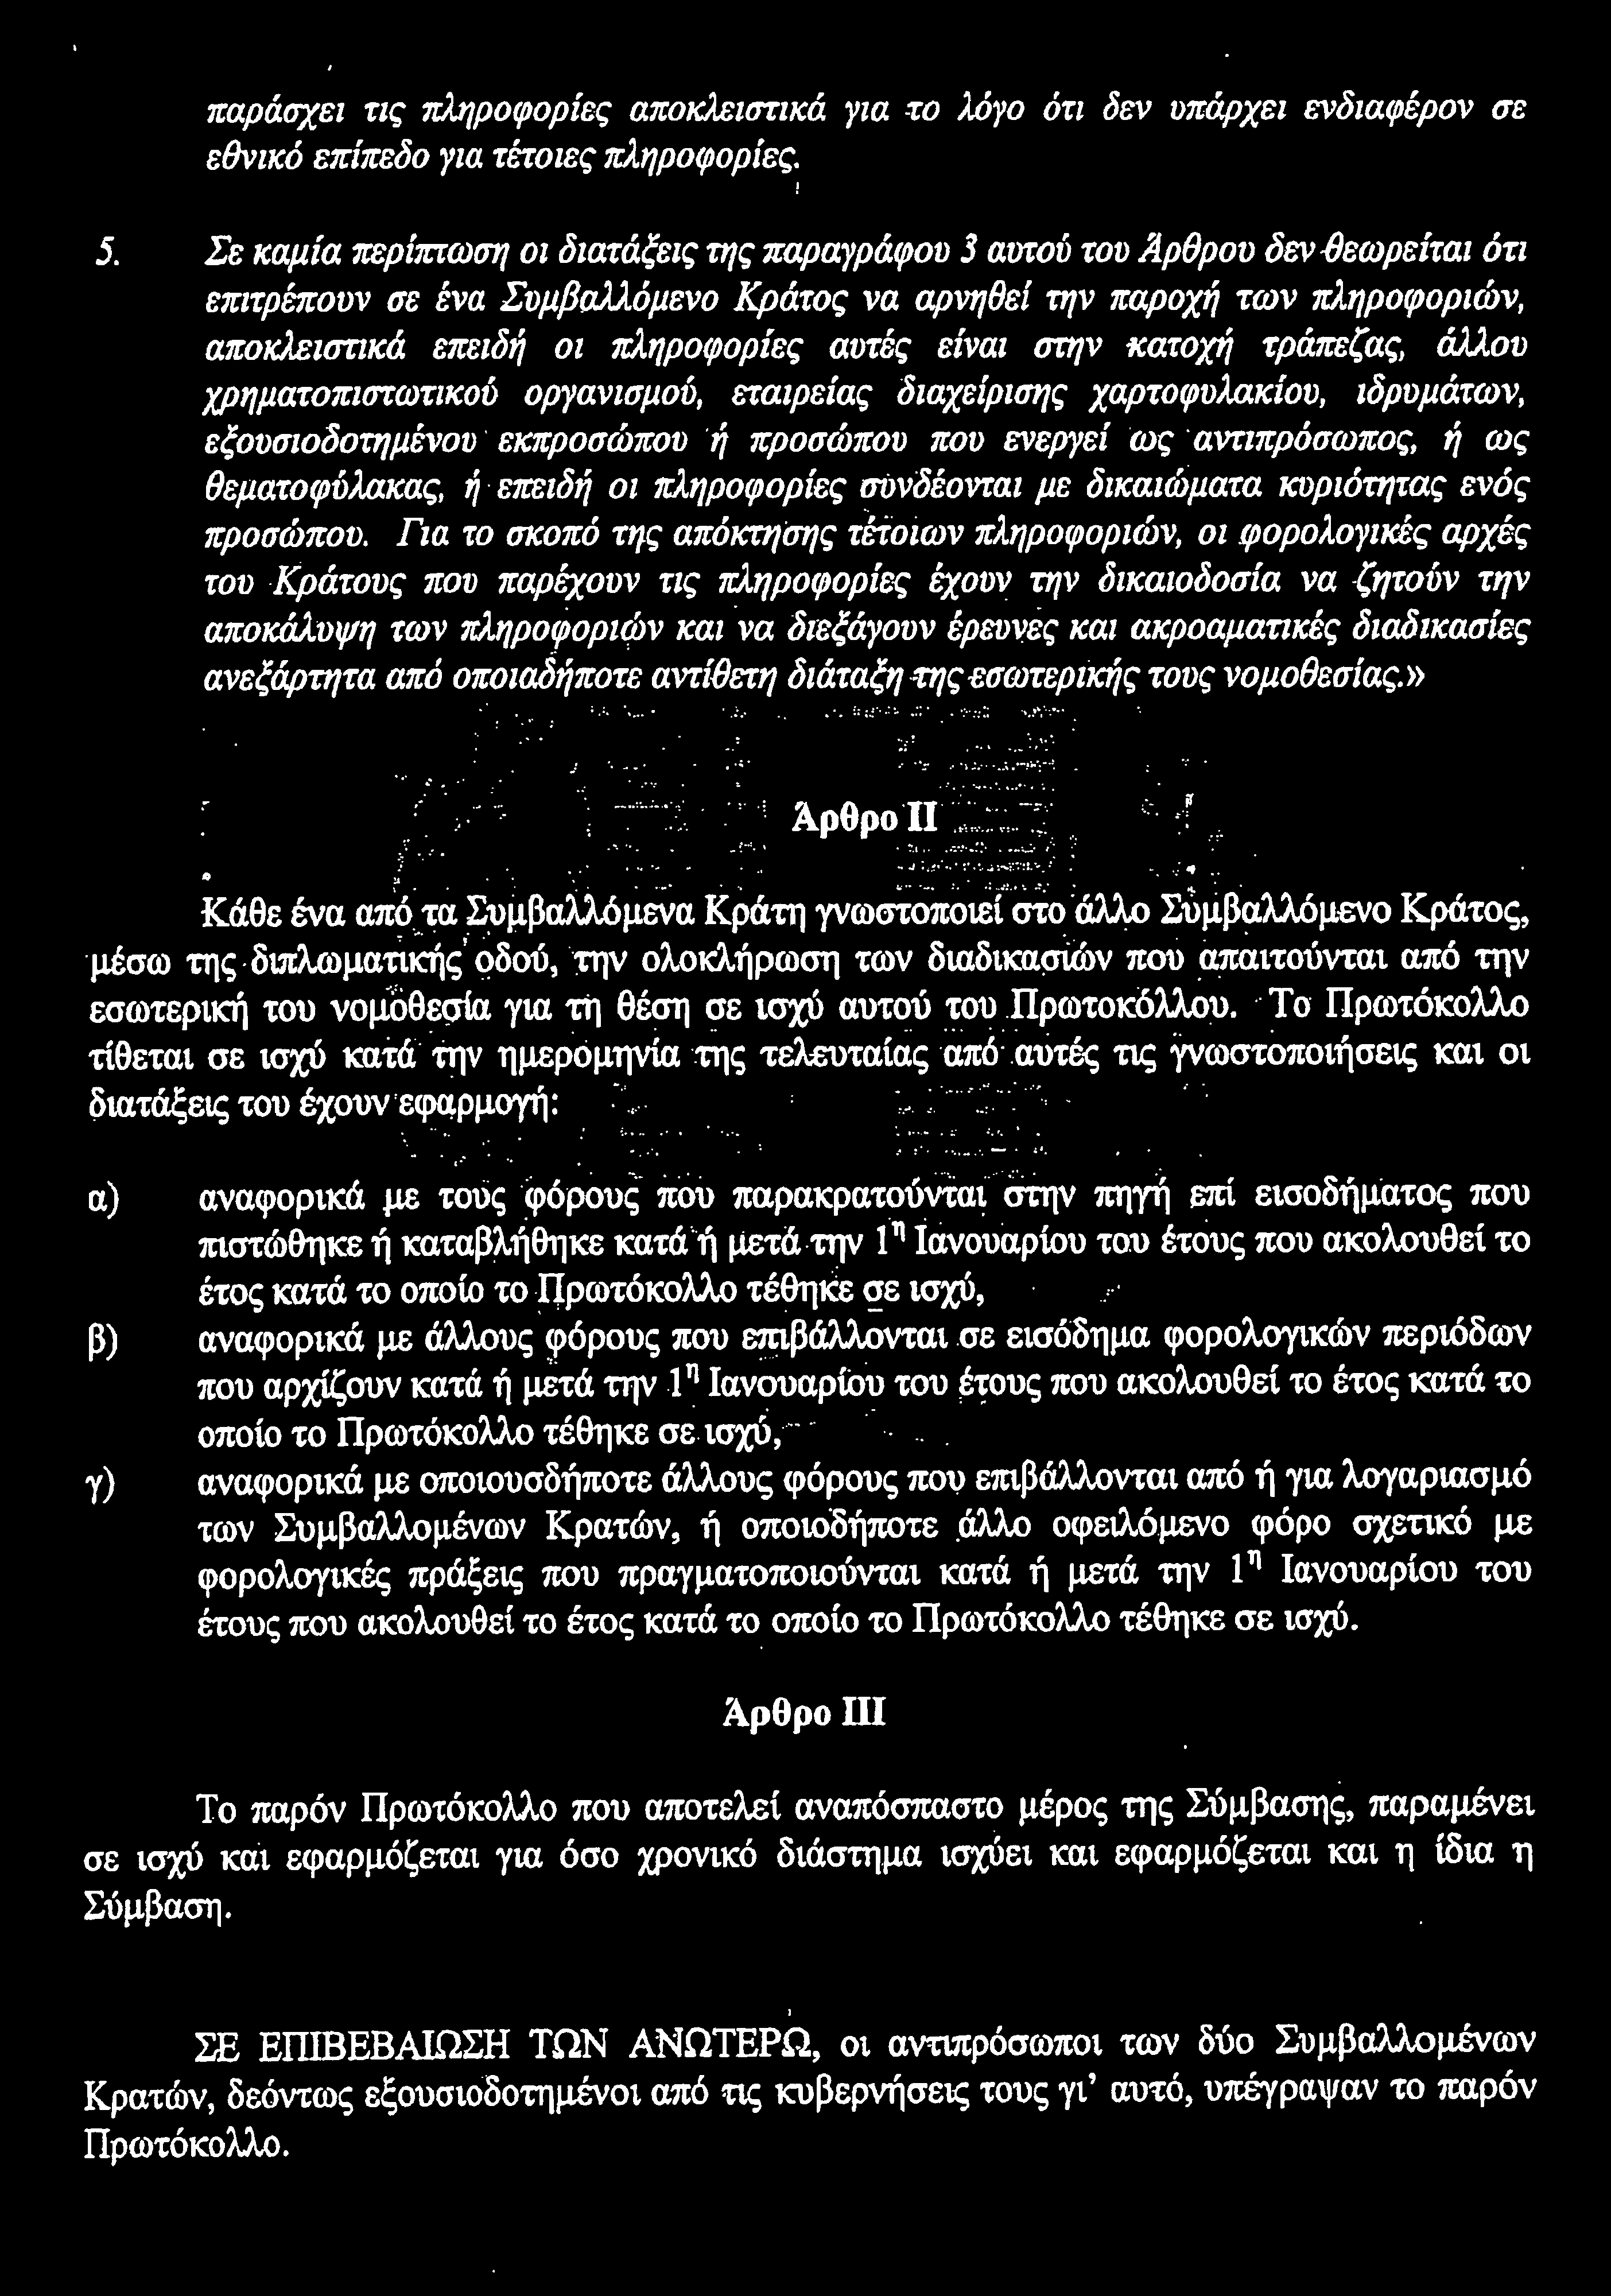 παράσχει τις πληροφορίες αποκλειστικά για το λόγο ότι δεν υπάρχει ενδιαφέρον σε
εθνικό επίπεδο για τέτοιες πληροφορίες.
5. Σε καμία περίπτωση οι διατάξεις της παραγράφου 3 αυτού του Άρθρου δεν θεωρείται ότι
επιτρέπουν σε ένα Συμβαλλόμενο Κράτος να αρνηθεί την παροχή των πληροφοριών,
αποκλειστικά επειδή οι πληροφορίες αυτές είναι στην κατοχή τράπεζας, άλλου
χρηματοπιστωτικού οργανισμού, εταιρείας διαχείρισης χαρτοφυλακίου, ιδρυμάτων,
εξουσιοδοτημένου εκπροσώπου ή προσώπου που ενεργεί ως αντιπρόσωπος, ή ως
θεματοφύλακας, ή επειδή οι πληροφορίες συνδέονται με δικαιώματα κυριότητας ενός
προσώπου. Για το σκοπό της απόκτησης τέτοιων πληροφοριών, οι φορολογικές αρχές
του Κράτους που παρέχουν τις πληροφορίες έχουν την δικαιοδοσία να ζητούν την
αποκάλυψη των πληροφοριών και να διεξάγουν έρευνες και ακροαματικές διαδικασίες
ανεξάρτητα από οποιαδήποτε αντίθετη διάταξη της εσωτερικής τους νομοθεσίας.»
Άρθρο ΙΙ
Κάθε ένα από τα Συμβαλλόμενα Κράτη γνωστοποιεί στο άλλο Συμβαλλόμενο Κράτος,
μέσω της διπλωματικής οδού, την ολοκλήρωση των διαδικασιών που απαιτούνται από την
εσωτερική του νομοθεσία για τη θέση σε ισχύ αυτού του Πρωτοκόλλου. Το Πρωτόκολλο
τίθεται σε ισχύ κατά την ημερομηνία της τελευταίας από αυτές τις γνωστοποιήσεις και οι
διατάξεις του έχουν εφαρμογή:
α) αναφορικά με τους φόρους που παρακρατούνται στην πηγή επί εισοδήματος που
πιστώθηκε ή καταβλήθηκε κατά ή μετά την 1η Ιανουαρίου του έτους που ακολουθεί το
έτος κατά το οποίο το Πρωτόκολλο τέθηκε σε ισχύ,
β) αναφορικά με άλλους φόρους που επιβάλλονται σε εισόδημα φορολογικών περιόδων
που αρχίζουν κατά ή μετά την 1η Ιανουαρίου του έτους που ακολουθεί το έτος κατά το
οποίο το Πρωτόκολλο τέθηκε σε ισχύ,
γ) αναφορικά με οποιουσδήποτε άλλους φόρους που επιβάλλονται από ή για λογαριασμό
των Συμβαλλομένων Κρατών, ή οποιοδήποτε άλλο οφειλόμενο φόρο σχετικό με
φορολογικές πράξεις που πραγματοποιούνται κατά ή μετά την 1η Ιανουαρίου του
έτους που ακολουθεί το έτος κατά το οποίο το Πρωτόκολλο τέθηκε σε ισχύ.
Άρθρο ΙΙΙ
Το παρόν Πρωτόκολλο που αποτελεί αναπόσπαστο μέρος της Σύμβασης, παραμένει
σε ισχύ και εφαρμόζεται για όσο χρονικό διάστημα ισχύει και εφαρμόζεται και η ίδια η
Σύμβαση.
ΣΕ ΕΠΙΒΕΒΑΙΩΣΗ ΤΩΝ ΑΝΩΤΕΡΩ, οι αντιπρόσωποι των δύο Συμβαλλομένων
Κρατών, δεόντως εξουσιοδοτημένοι από τις κυβερνήσεις τους γι’ αυτό, υπέγραψαν το παρόν
Πρωτόκολλο.